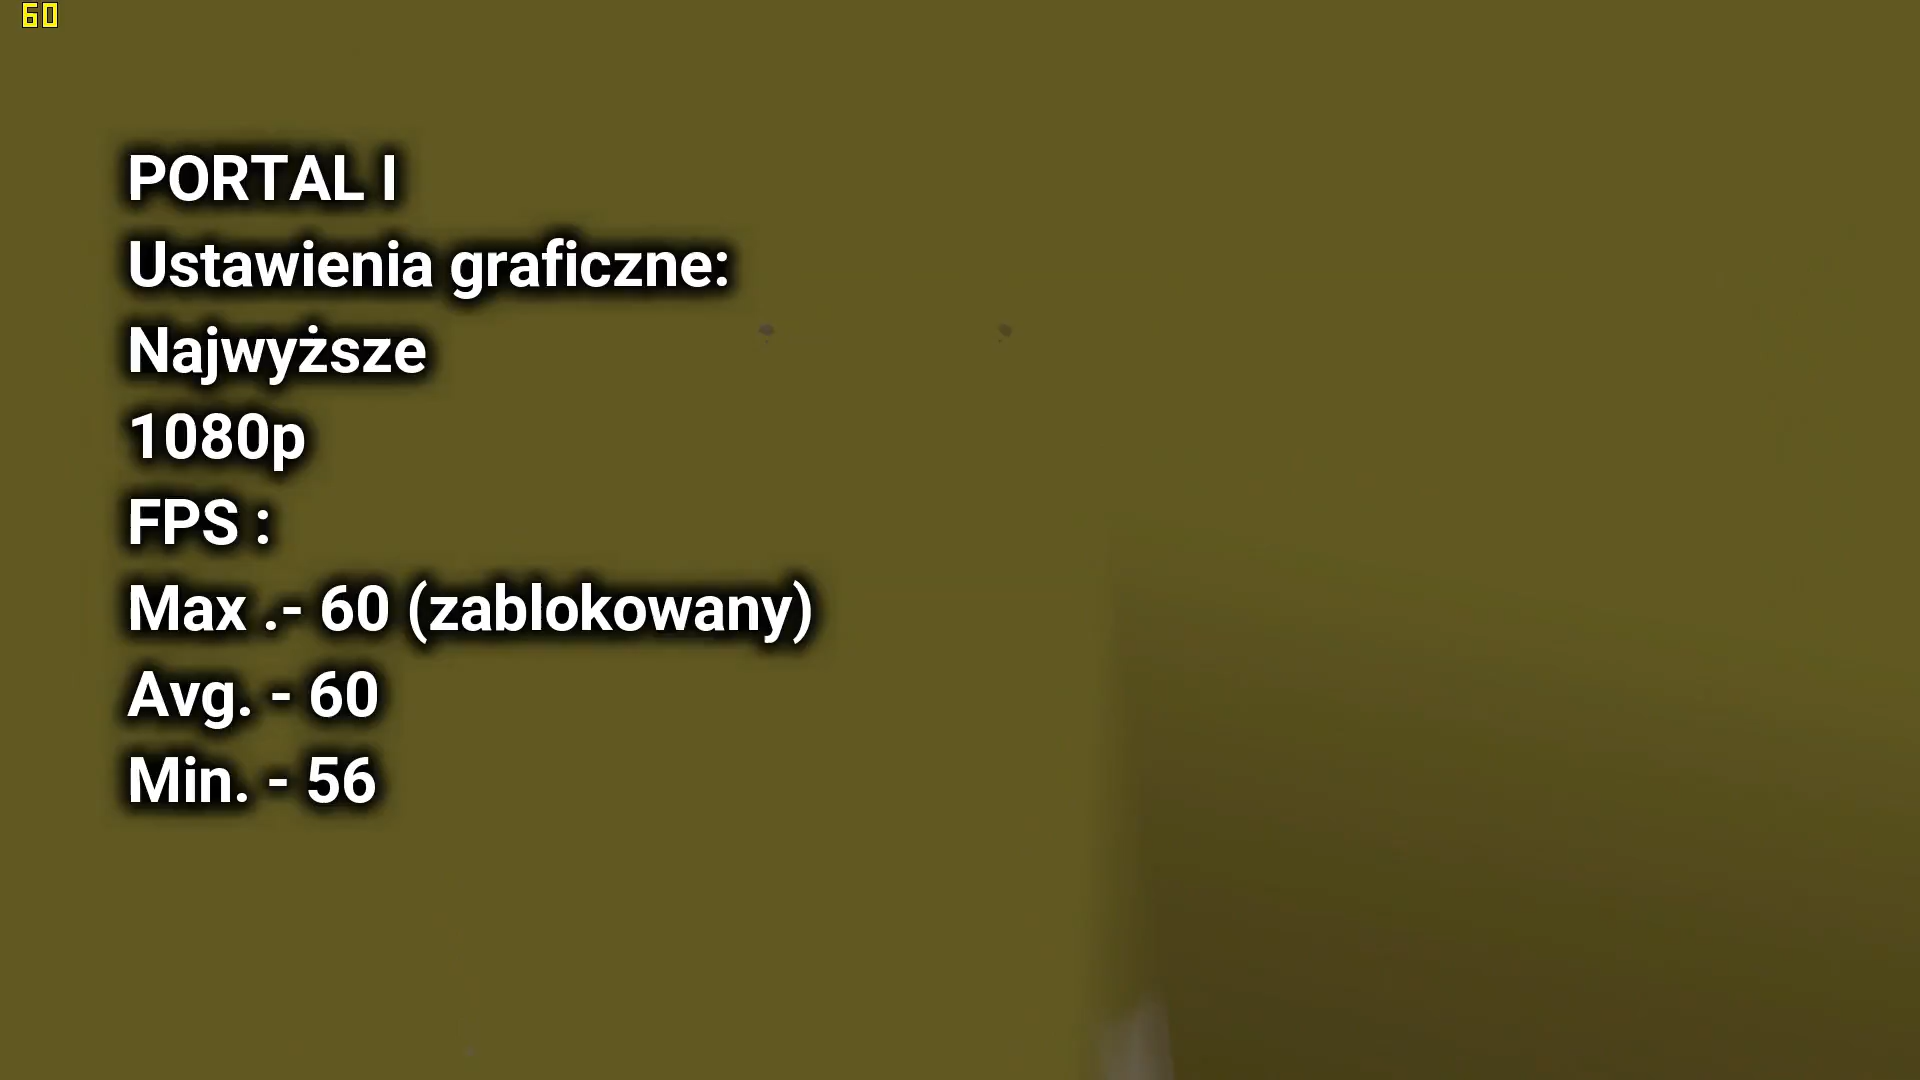 60
PORTAL I
Ustawienia graficzne:
Najwyższe
1080p
FPS :
Max .- 60 (zablokowany)
Avg. - 60
Min. - 56